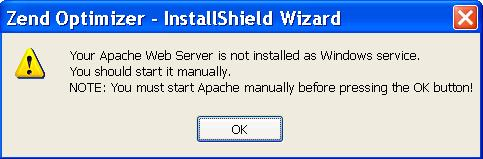 Zend Optimizer - InstallShield Wizard
Your Apache Web Server is not installed as Windows service.
You should start it manually.
NOTE: You must start Apache manually before pressing the OK button!
OK